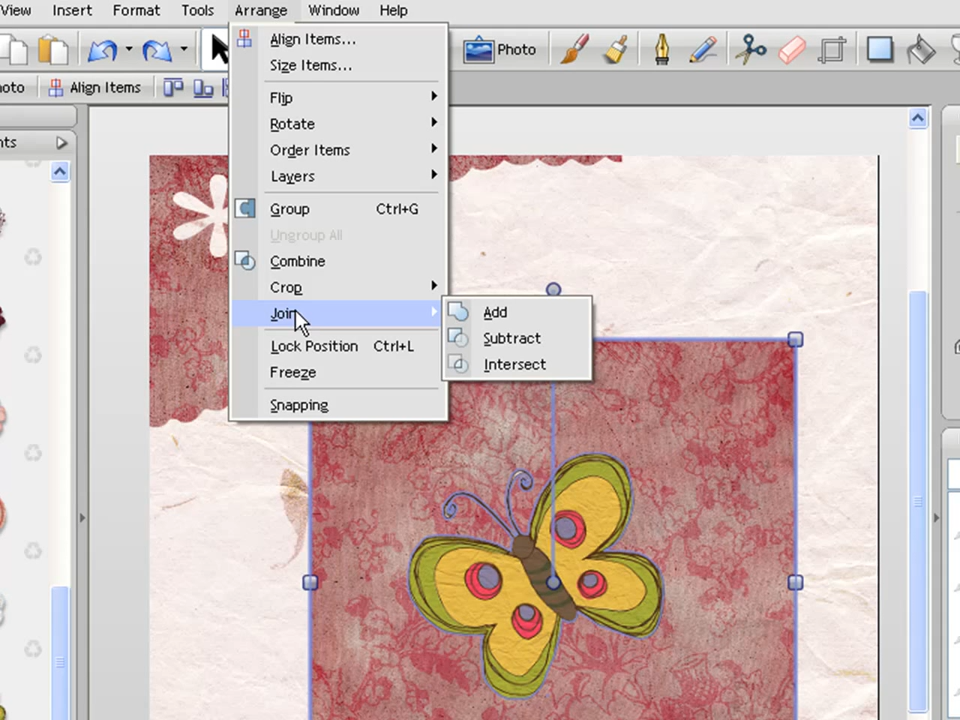 View Insert Format Tools Arrange Window Help
Photo
oto Align Items
nts
Align Items...
Size Items...
Flip
Rotate
Order Items
Layers
Group Ctrl+G
Ungroup All
Combine
Crop
Join
Add
Subtract
Intersect
Lock Position Ctrl+L
Freeze
Snapping